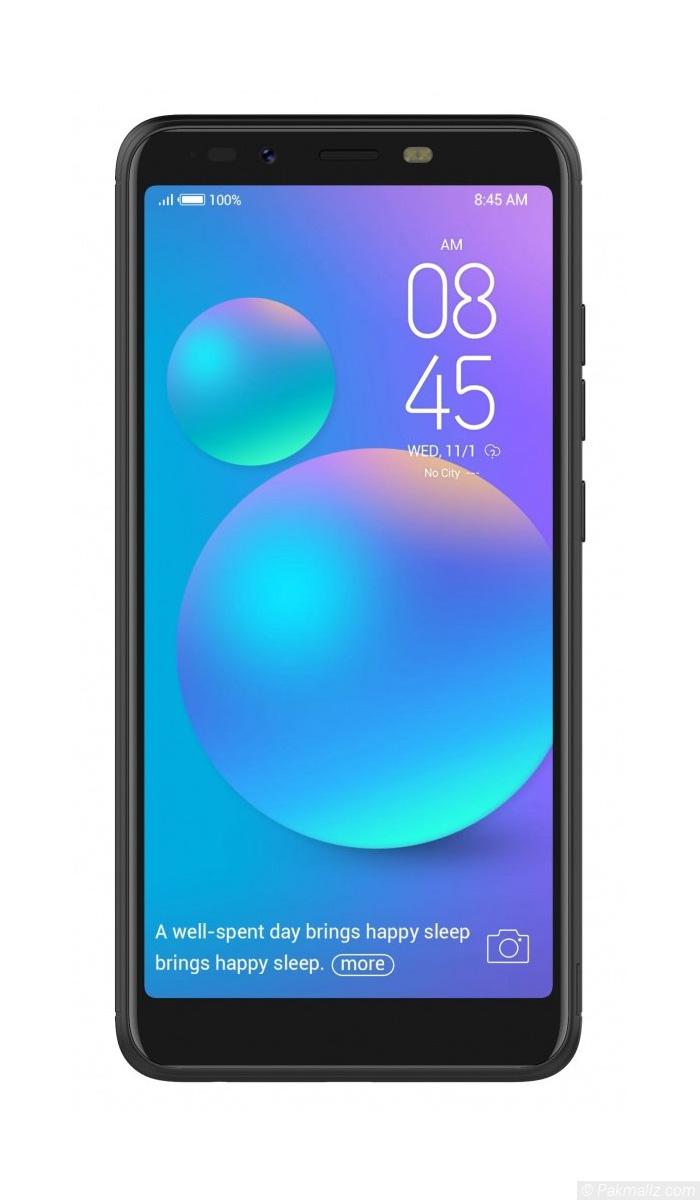 100%
8:45 AM
AM
08
45
WED, 11/1
No City ---
A well-spent day brings happy sleep
brings happy sleep. more
© Pakmaliz.com